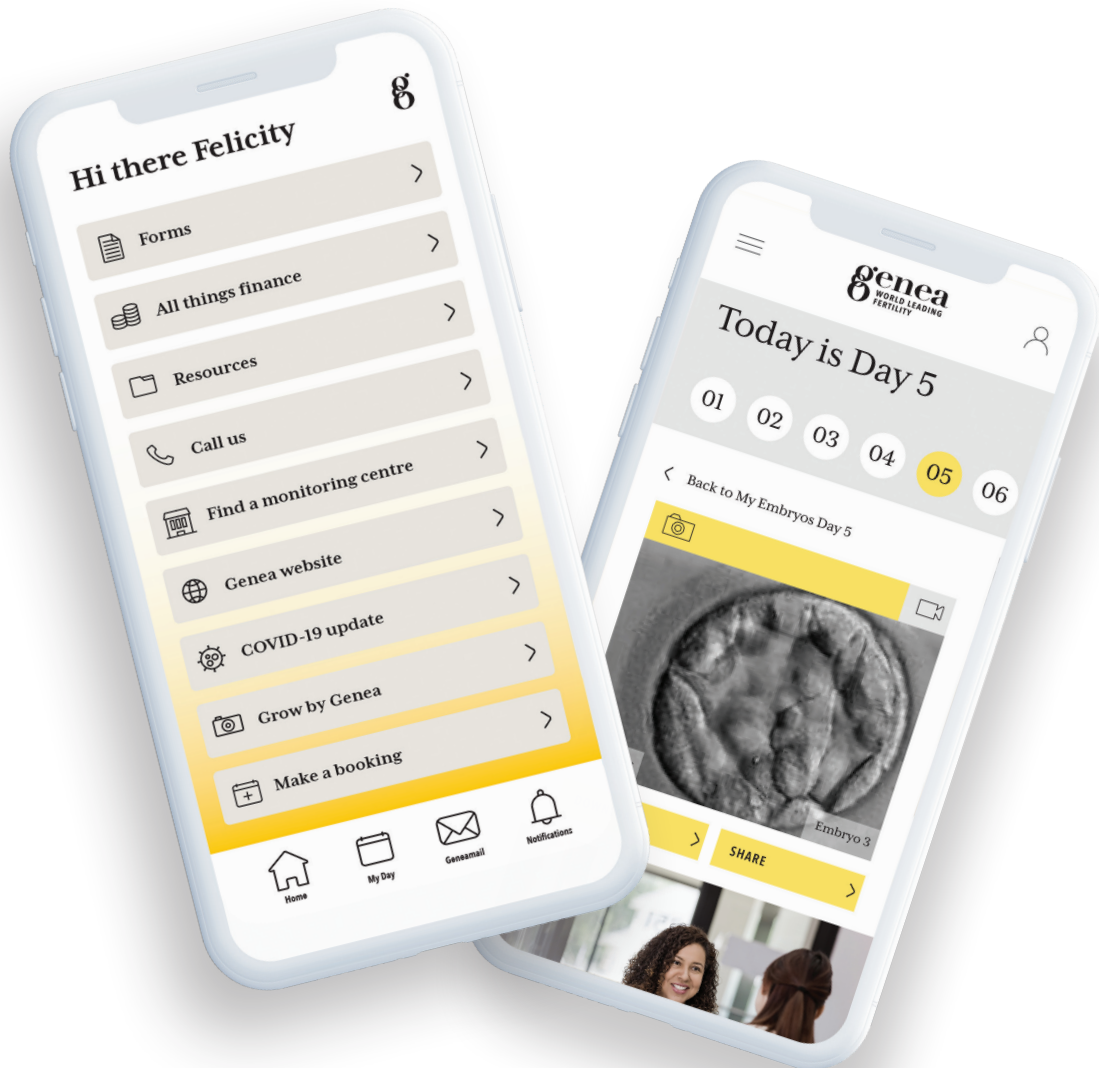 g
Hi there Felicity
Forms
All things finance
Resources
Call us
Find a monitoring centre
Genea website
COVID-19 update
Grow by Genea
Make a booking
Home
My Day
Geneamail
Notifications
genea
WORLD LEADING
FERTILITY
Today is Day 5
01 02 03 04 05 06
Back to My Embryos Day 5
Embryo 3
SHARE